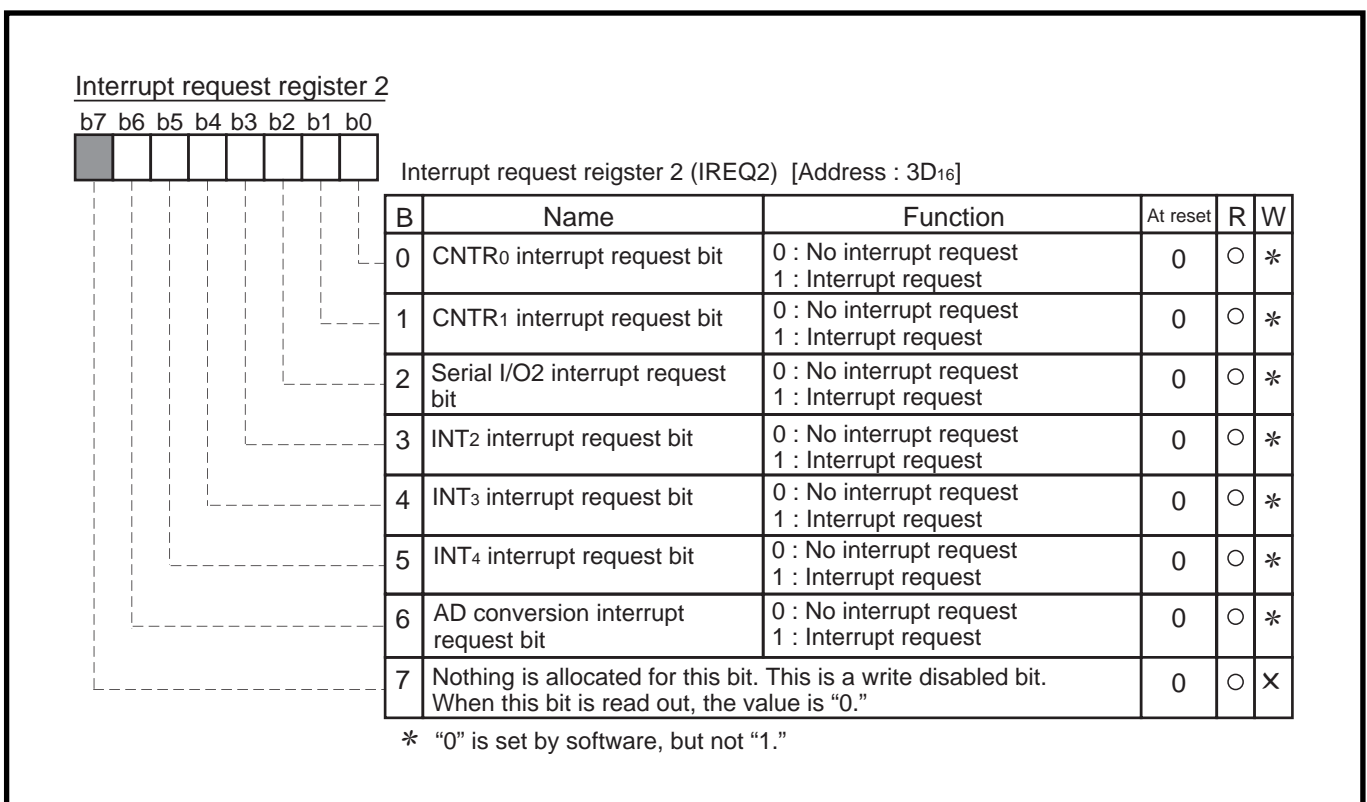 Interrupt request register 2
b7 b6 b5 b4 b3 b2 b1 b0
Interrupt request reigster 2 (IREQ2) [Address : 3D16]
B Name Function At reset R W
0 CNTR0 interrupt request bit 0 : No interrupt request 0 ○ *
1 : Interrupt request
1 CNTR1 interrupt request bit 0 : No interrupt request 0 ○ *
1 : Interrupt request
2 Serial I/O2 interrupt request 0 : No interrupt request 0 ○ *
bit 1 : Interrupt request
3 INT2 interrupt request bit 0 : No interrupt request 0 ○ *
1 : Interrupt request
4 INT3 interrupt request bit 0 : No interrupt request 0 ○ *
1 : Interrupt request
5 INT4 interrupt request bit 0 : No interrupt request 0 ○ *
1 : Interrupt request
6 AD conversion interrupt 0 : No interrupt request 0 ○ *
request bit 1 : Interrupt request
7 Nothing is allocated for this bit. This is a write disabled bit. 0 ○ ×
When this bit is read out, the value is “0.”
* “0” is set by software, but not “1.”